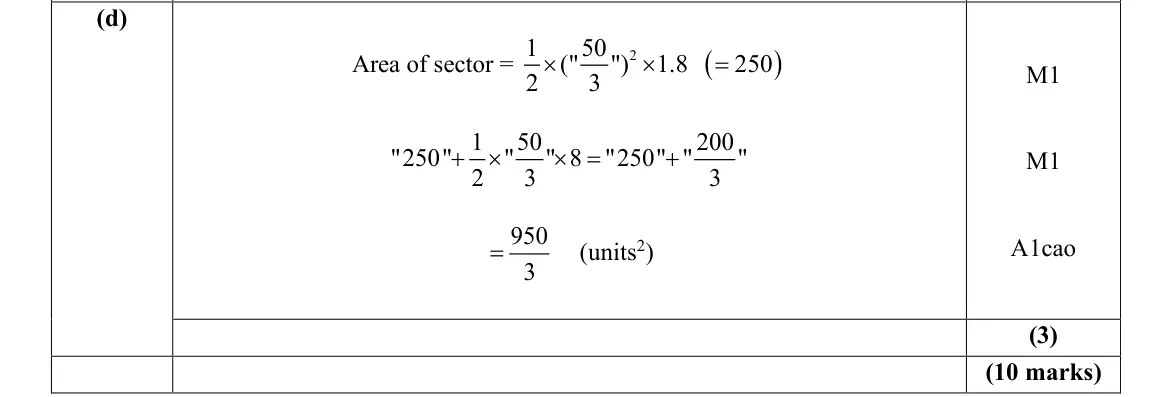 (d)
Area of sector = 1/2 × ("50/3")² × 1.8 (= 250)
M1
"250" + 1/2 × "50/3" × 8 = "250" + "200/3"
M1
= 950/3 (units²)
A1cao
(3)
(10 marks)